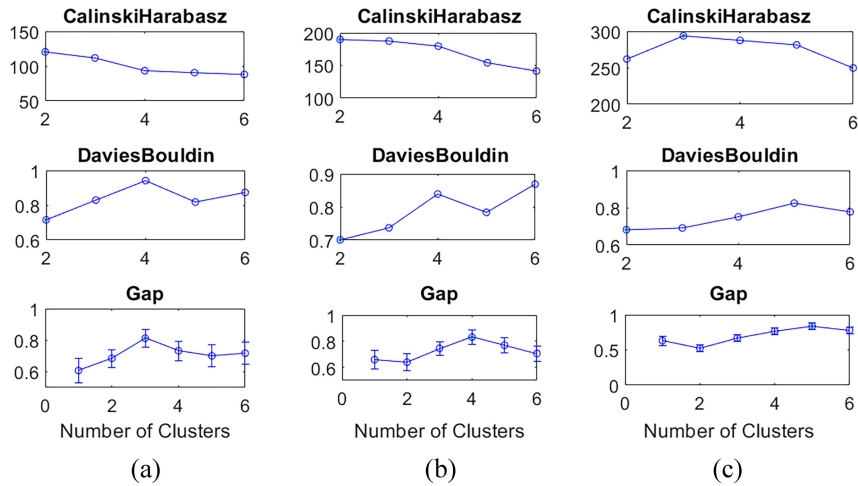 CalinskiHarabasz
150
100
50
2 4 6
DaviesBouldin
1
0.8
0.6
2 4 6
Gap
1
0.8
0.6
0 2 4 6
Number of Clusters
(a)
CalinskiHarabasz
200
150
100
2 4 6
DaviesBouldin
0.9
0.8
0.7
2 4 6
Gap
1
0.8
0.6
0 2 4 6
Number of Clusters
(b)
CalinskiHarabasz
300
250
200
2 4 6
DaviesBouldin
1
0.8
0.6
2 4 6
Gap
1
0.5
0
0 2 4 6
Number of Clusters
(c)